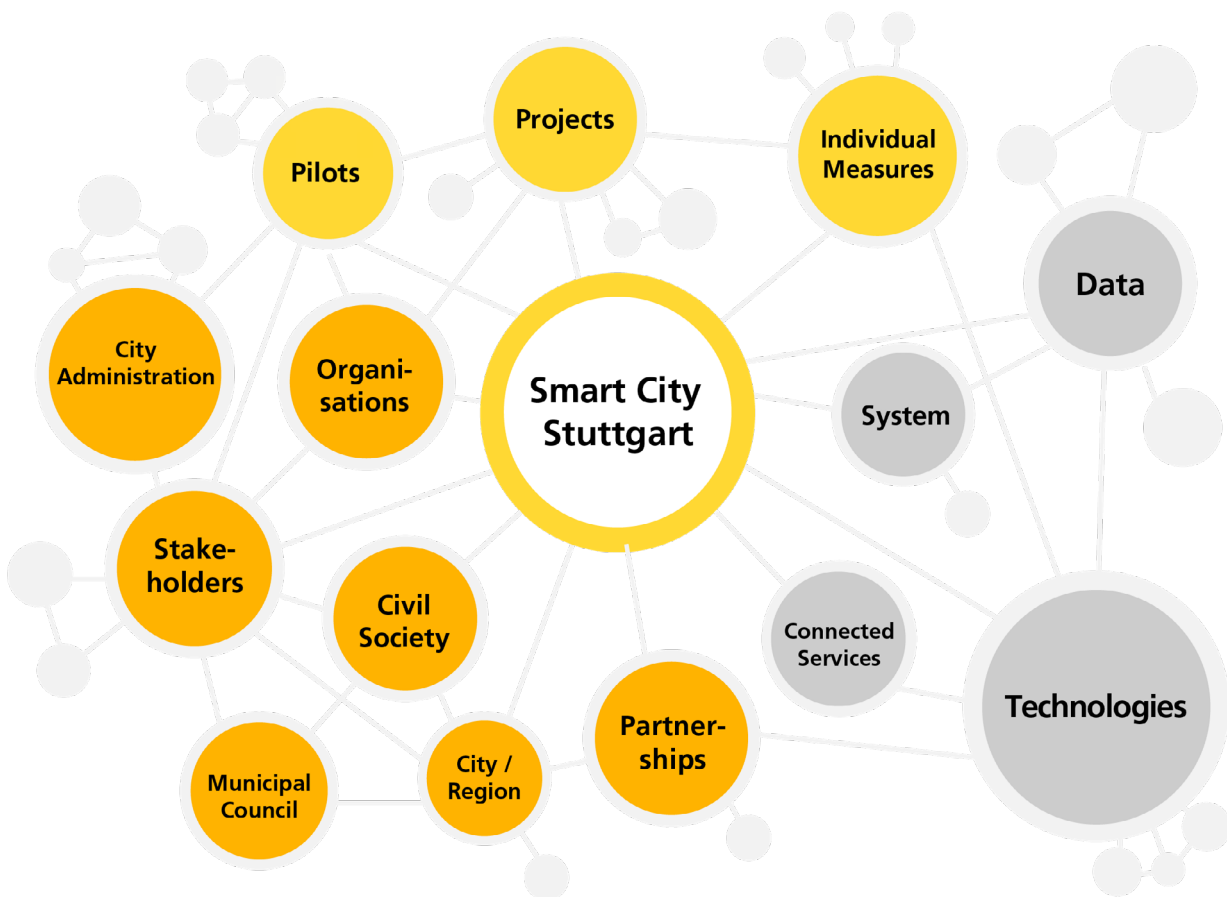 Projects
Individual
Measures
Pilots
Data
City
Administration
Organi-
sations
Smart City
Stuttgart
System
Stake-
holders
Civil
Society
Connected
Services
Technologies
Partner-
ships
City /
Region
Municipal
Council